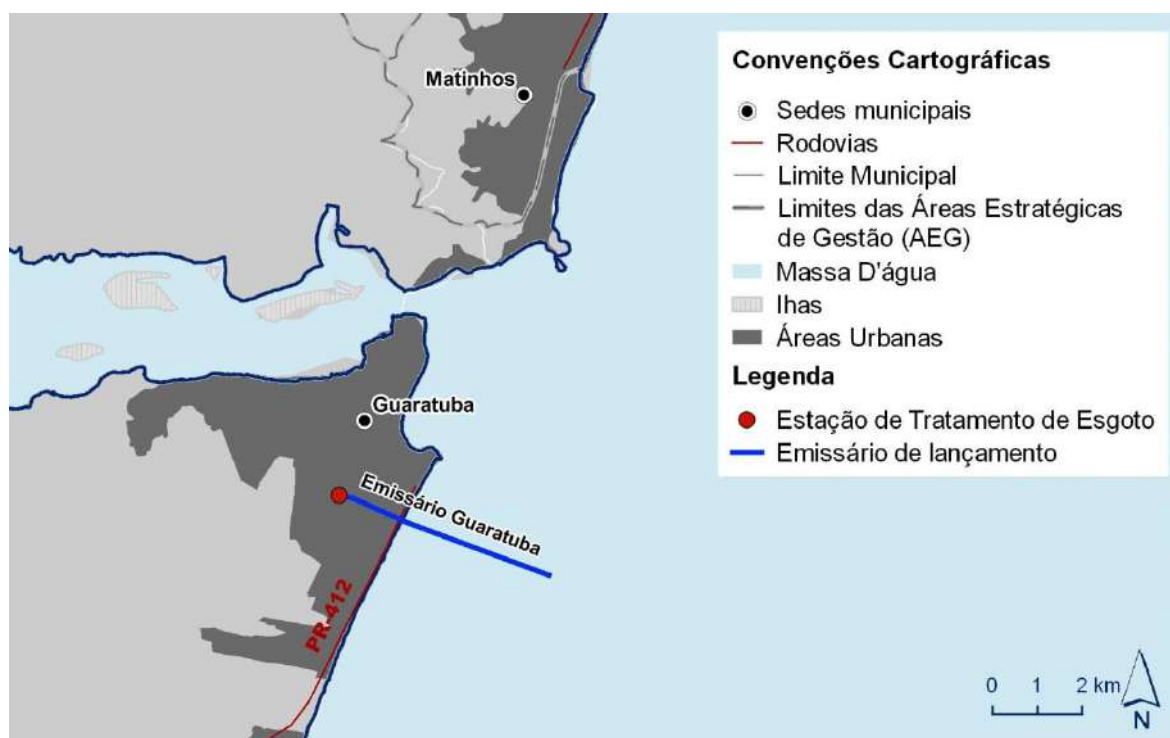 Matinhos
Guaratuba
Emissário Guaratuba
PR-412
Convenções Cartográficas
Sedes municipais
Rodovias
Limite Municipal
Limites das Áreas Estratégicas
de Gestão (AEG)
Massa D'água
Ihas
Áreas Urbanas
Legenda
Estação de Tratamento de Esgoto
Emissário de lançamento
0 1 2 km
N